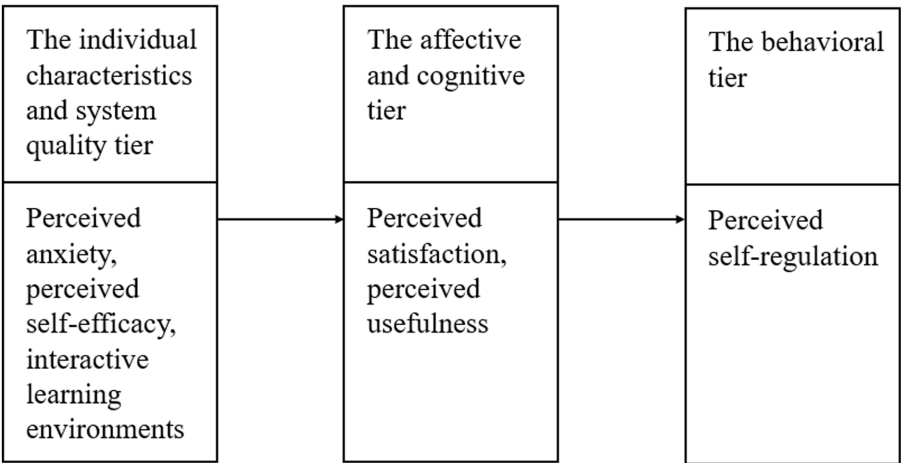 The individual
characteristics
and system
quality tier
Perceived
anxiety,
perceived
self-efficacy,
interactive
learning
environments
The affective
and cognitive
tier
Perceived
satisfaction,
perceived
usefulness
The behavioral
tier
Perceived
self-regulation